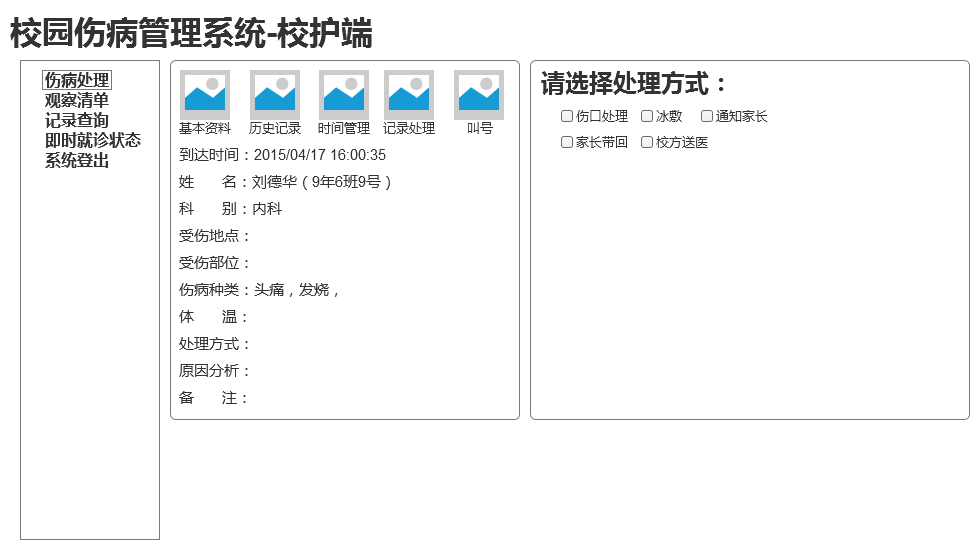 校园伤病管理系统-校护端
伤病处理
观察清单
记录查询
即时就诊状态
系统登出
基本资料 历史记录 时间管理 记录处理 叫号
到达时间：2015/04/17 16:00:35
姓 名：刘德华（9年6班9号）
科 别：内科
受伤地点：
受伤部位：
伤病种类：头痛，发烧，
体 温：
处理方式：
原因分析：
备 注：
请选择处理方式：
伤口处理 冰敷 通知家长
家长带回 校方送医